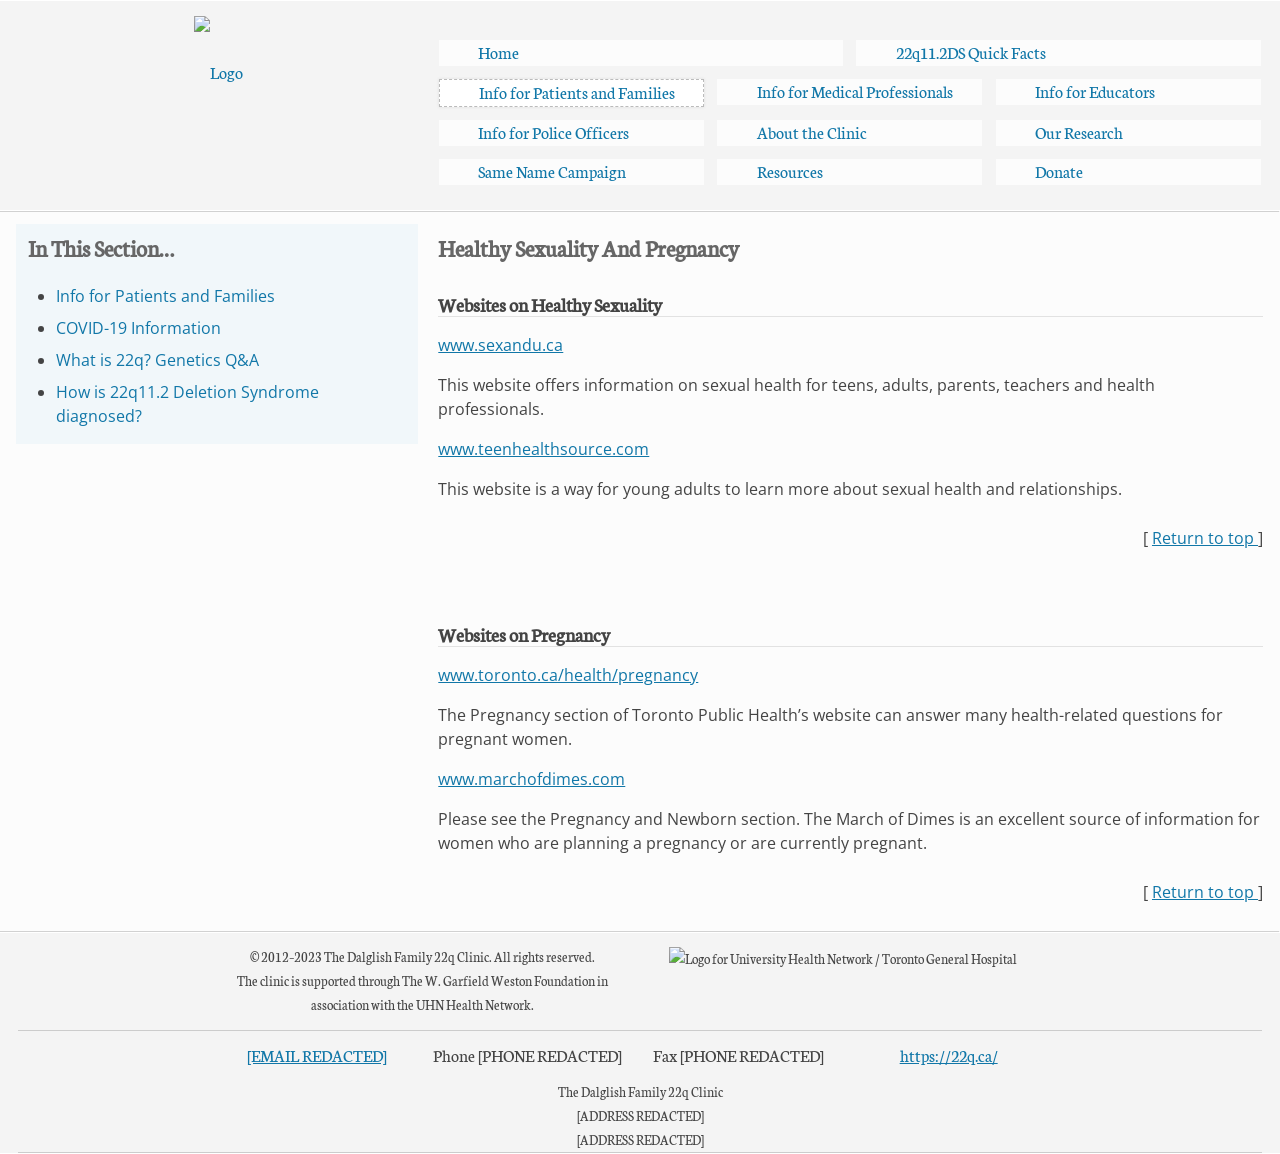 Logo
Home
22q11.2DS Quick Facts
Info for Patients and Families
Info for Medical Professionals
Info for Educators
Info for Police Officers
About the Clinic
Our Research
Same Name Campaign
Resources
Donate
In This Section...
Info for Patients and Families
COVID-19 Information
What is 22q? Genetics Q&A
How is 22q11.2 Deletion Syndrome
diagnosed?
Healthy Sexuality And Pregnancy
Websites on Healthy Sexuality
www.sexandu.ca
This website offers information on sexual health for teens, adults, parents, teachers and health
professionals.
www.teenhealthsource.com
This website is a way for young adults to learn more about sexual health and relationships.
[ Return to top ]
Websites on Pregnancy
www.toronto.ca/health/pregnancy
The Pregnancy section of Toronto Public Health’s website can answer many health-related questions for
pregnant women.
www.marchofdimes.com
Please see the Pregnancy and Newborn section. The March of Dimes is an excellent source of information for
women who are planning a pregnancy or are currently pregnant.
[ Return to top ]
© 2012–2023 The Dalglish Family 22q Clinic. All rights reserved.
The clinic is supported through The W. Garfield Weston Foundation in
association with the UHN Health Network.
Logo for University Health Network / Toronto General Hospital
[EMAIL REDACTED]
Phone [PHONE REDACTED]
Fax [PHONE REDACTED]
https://22q.ca/
The Dalglish Family 22q Clinic
[ADDRESS REDACTED]
[ADDRESS REDACTED]